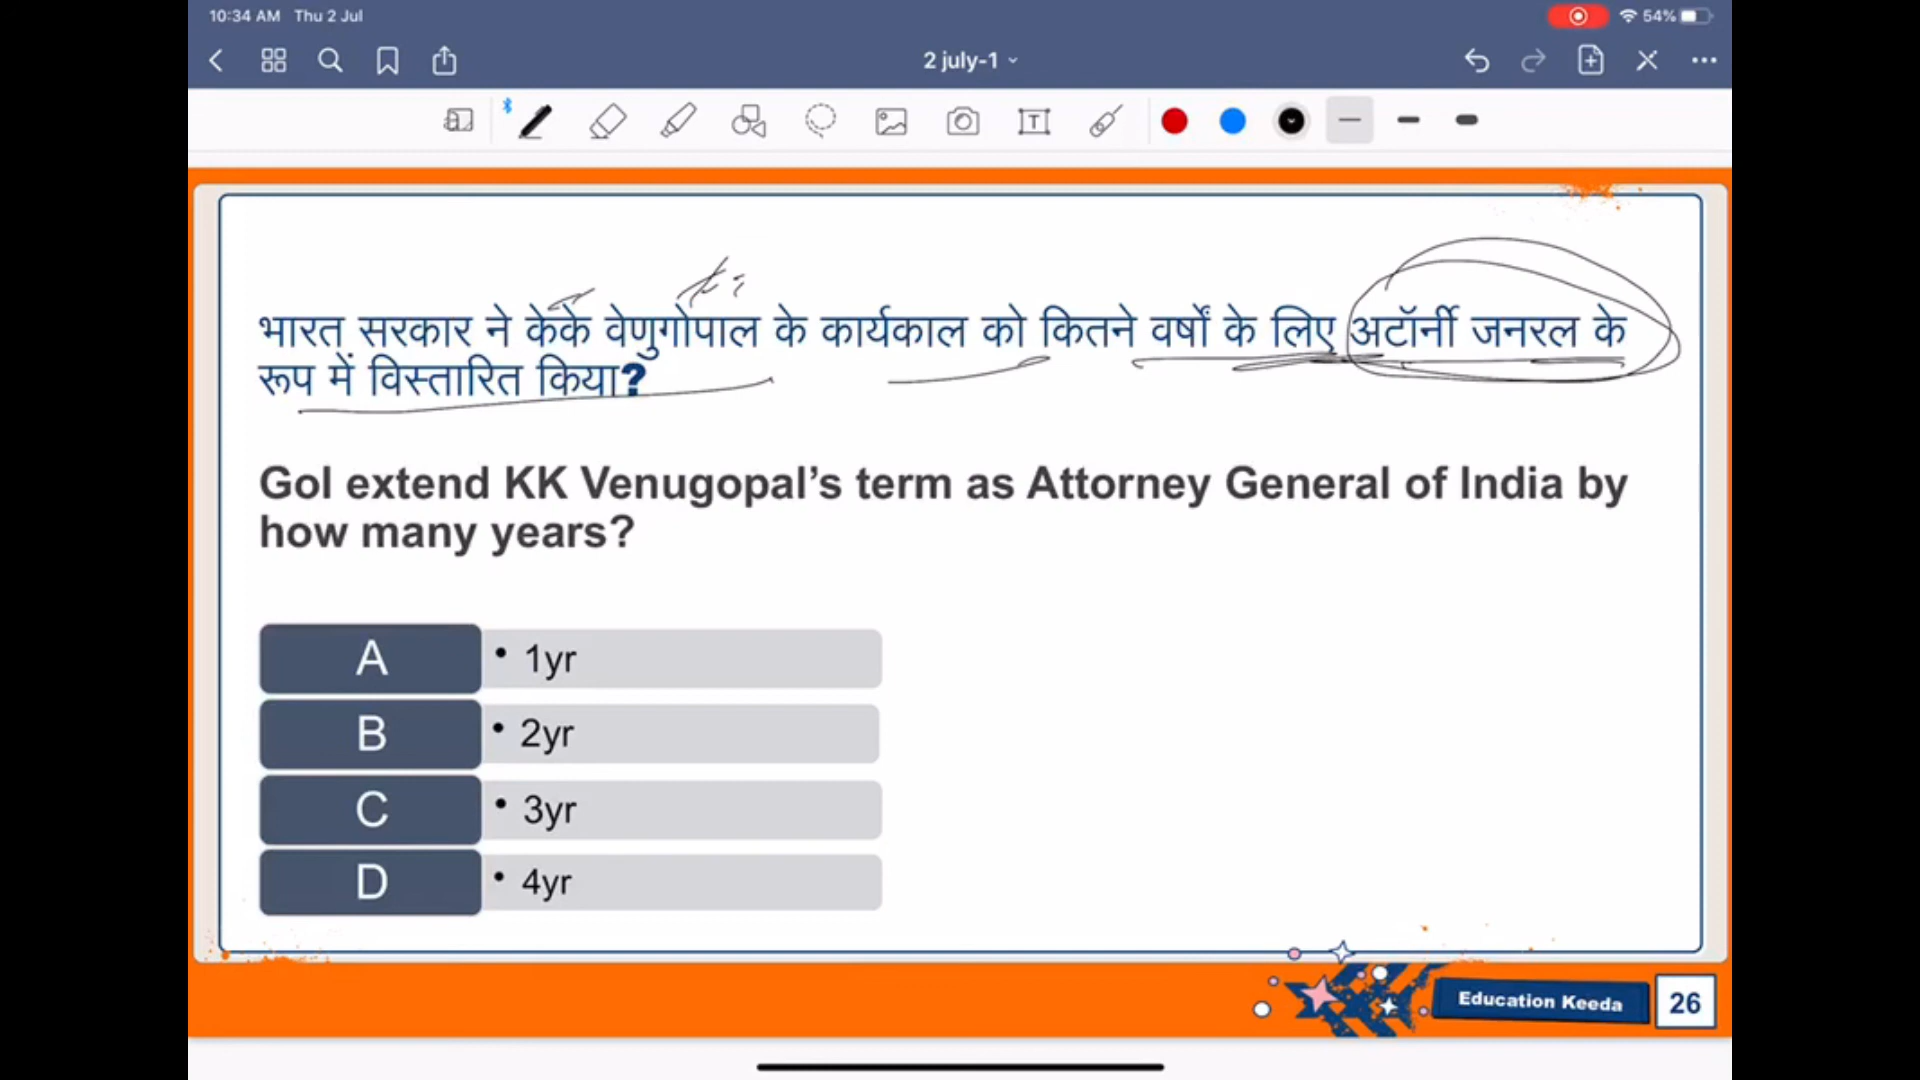 10:34 AM Thu 2 Jul
54%
2 july-1
T
भारत सरकार ने केके वेणुगोपाल के कार्यकाल को कितने वर्षों के लिए अटॉर्नी जनरल के
रूप में विस्तारित किया?
GoI extend KK Venugopal’s term as Attorney General of India by
how many years?
A • 1yr
B • 2yr
C • 3yr
D • 4yr
Education Keeda 26